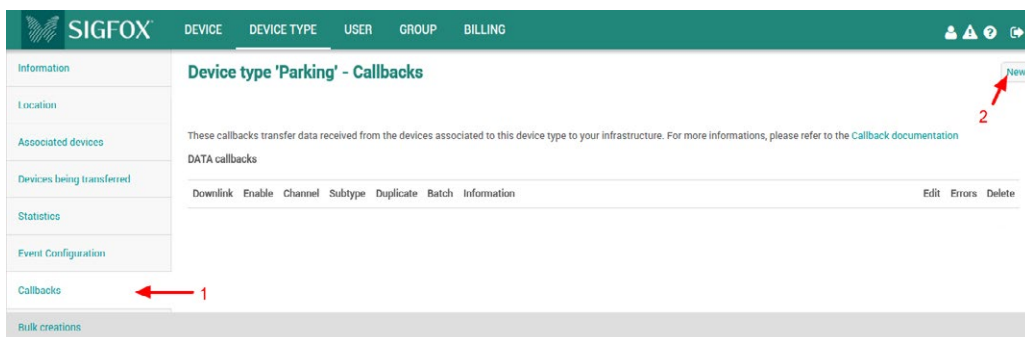 SIGFOX DEVICE DEVICE TYPE USER GROUP BILLING
Information
Location
Associated devices
Devices being transferred
Statistics
Event Configuration
Callbacks
1
Bulk creations
Device type 'Parking' - Callbacks
New
2
These callbacks transfer data received from the devices associated to this device type to your infrastructure. For more informations, please refer to the Callback documentation
DATA callbacks
Downlink Enable Channel Subtype Duplicate Batch Information Edit Errors Delete